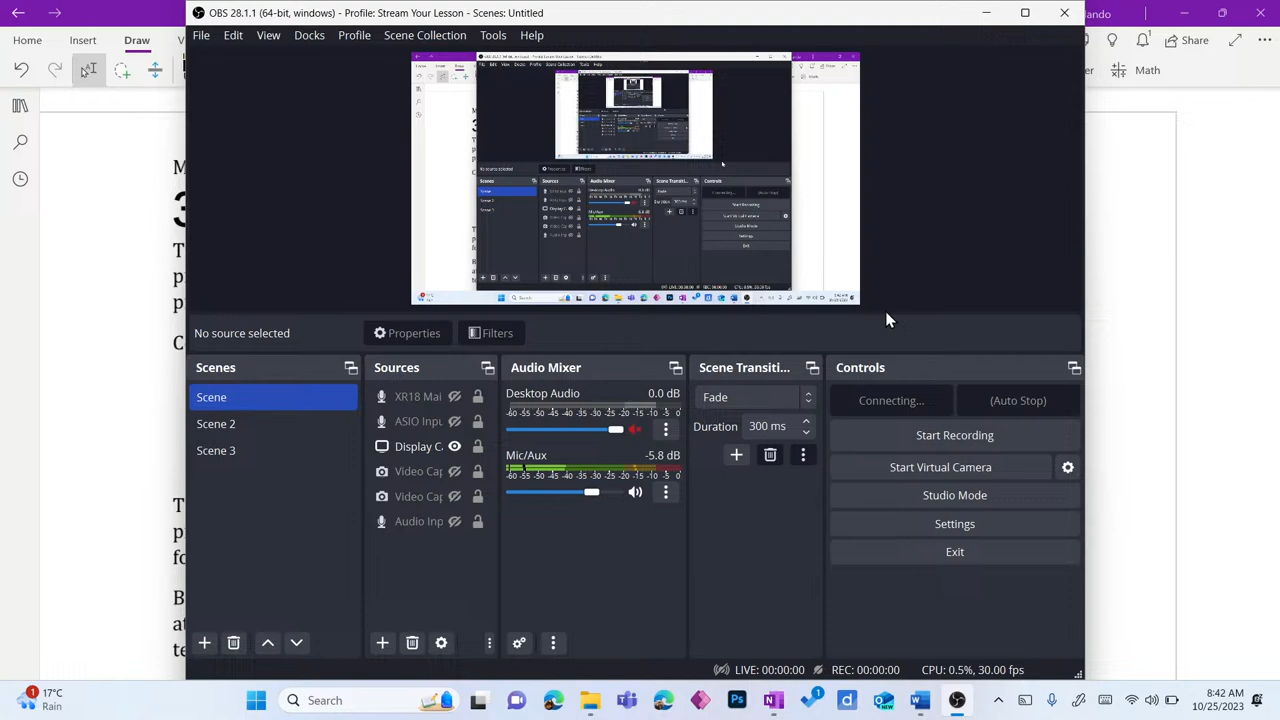 OBS 28.1.1 (64-bit, windows) - Profile: Stream Your Lesson - Scenes: Untitled
Home Insert Draw
File Edit View Docks Profile Scene Collection Tools Help
No source selected Properties Filters
Scenes
Scene
Scene 2
Scene 3
Sources
XR18 Mai
ASIO Inpu
Display C
Video Cap
Video Cap
Audio Inp
Audio Mixer
Desktop Audio 0.0 dB
-60 -55 -50 -45 -40 -35 -30 -25 -20 -15 -10 -5 0
Mic/Aux -5.8 dB
-60 -55 -50 -45 -40 -35 -30 -25 -20 -15 -10 -5 0
Scene Transiti...
Fade
Duration 300 ms
Controls
Connecting... (Auto Stop)
Start Recording
Start Virtual Camera
Studio Mode
Settings
Exit
LIVE: 00:00:00 REC: 00:00:00 CPU: 0.5%, 30.00 fps
17°C
Rain
Search
8:42 AM
10/25/2023